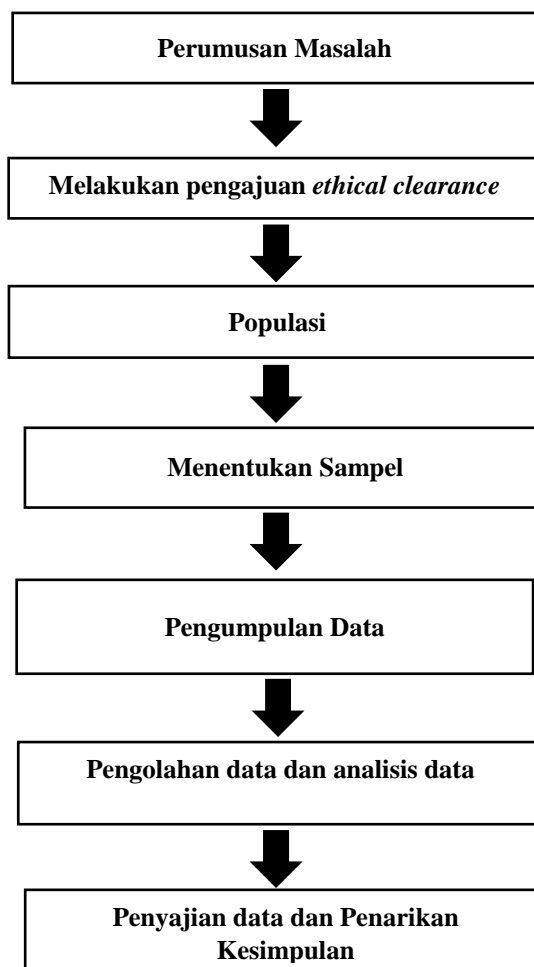 Perumusan Masalah
Melakukan pengajuan ethical clearance
Populasi
Menentukan Sampel
Pengumpulan Data
Pengolahan data dan analisis data
Penyajian data dan Penarikan
Kesimpulan